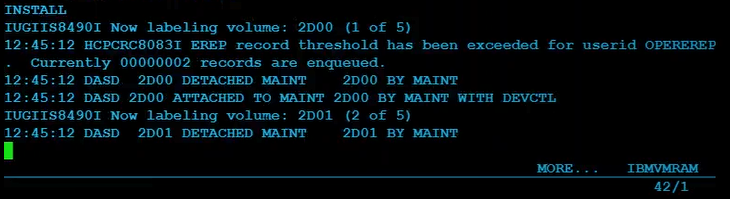 INSTALL
IUGIIS8490I Now labeling volume: 2D00 (1 of 5)
12:45:12 HCPCRC8083I EREP record threshold has been exceeded for userid OPEREREP
.  Currently 00000002 records are enqueued.
12:45:12 DASD  2D00 DETACHED MAINT    2D00 BY MAINT
12:45:12 DASD 2D00 ATTACHED TO MAINT 2D00 BY MAINT WITH DEVCTL
IUGIIS8490I Now labeling volume: 2D01 (2 of 5)
12:45:12 DASD  2D01 DETACHED MAINT    2D01 BY MAINT
MORE...   IBMVMRAM
42/1